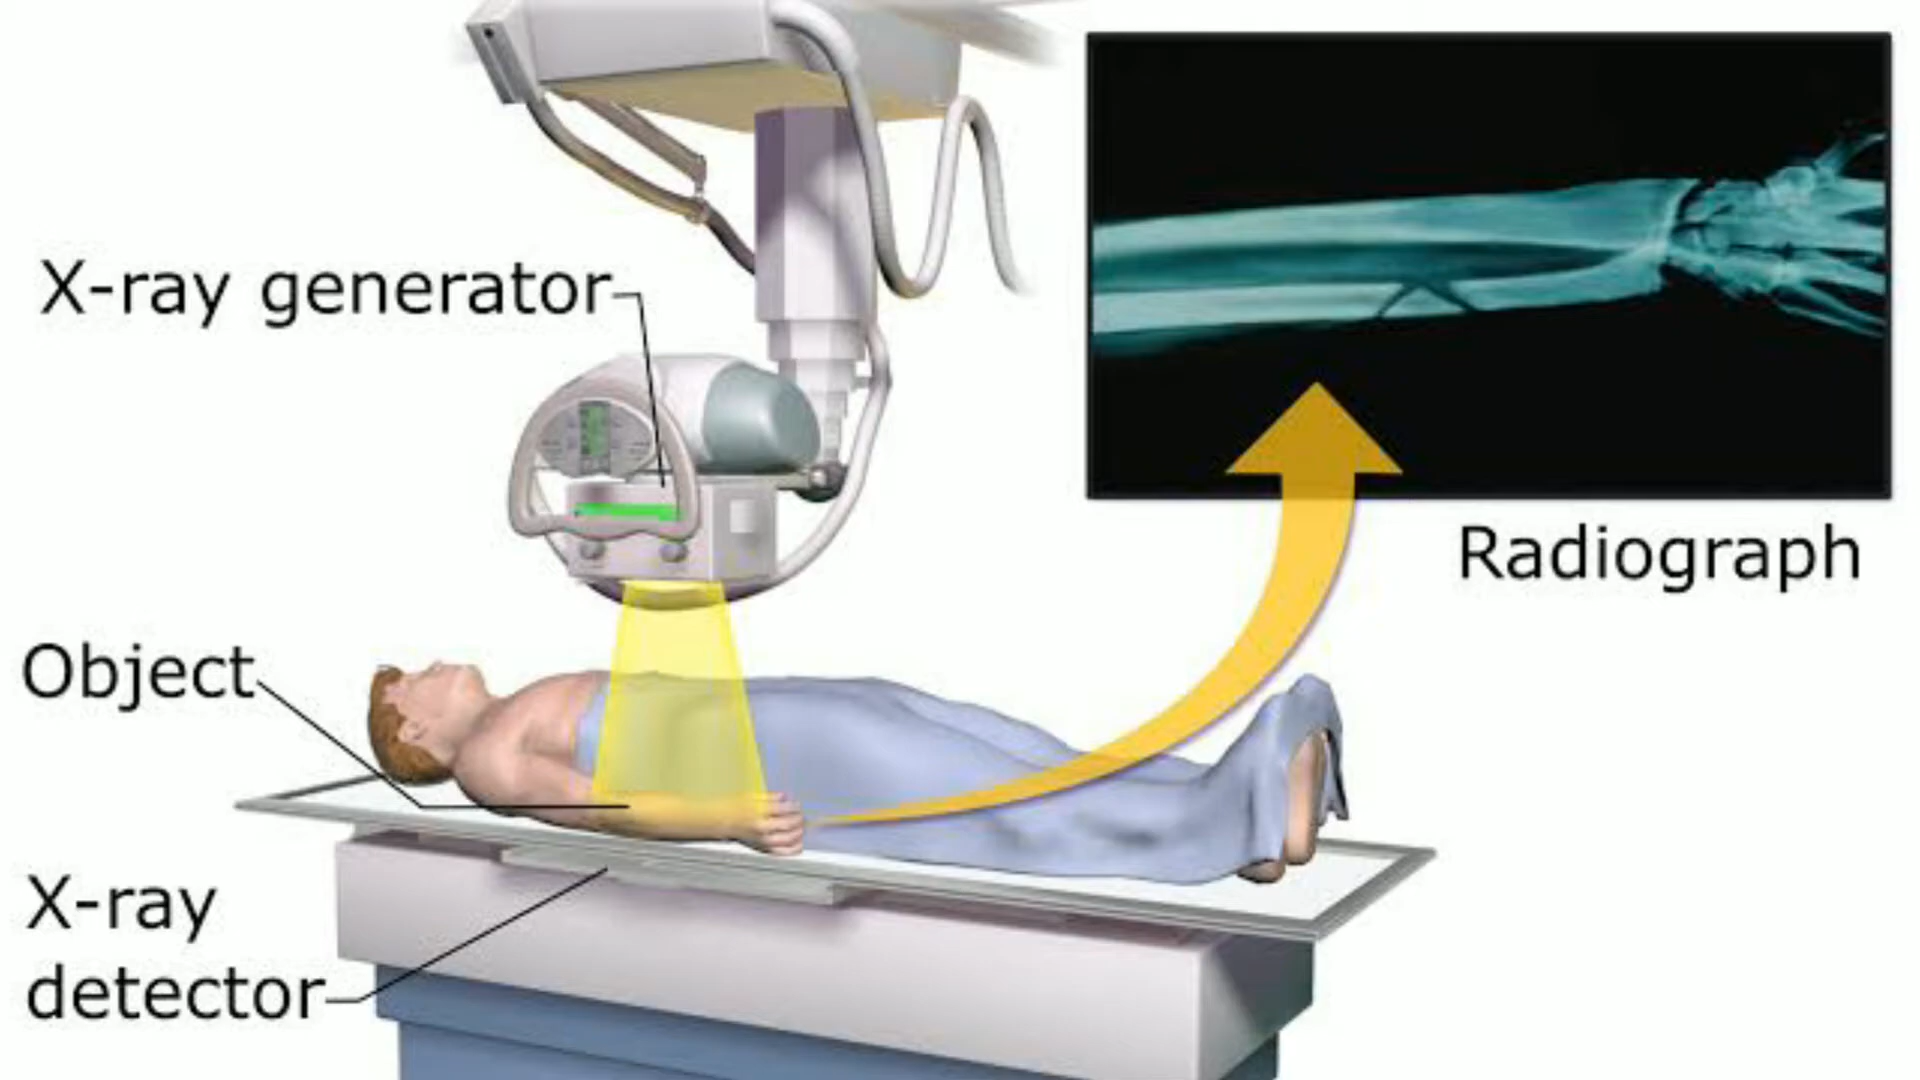 X-ray generator
Radiograph
Object
X-ray
detector